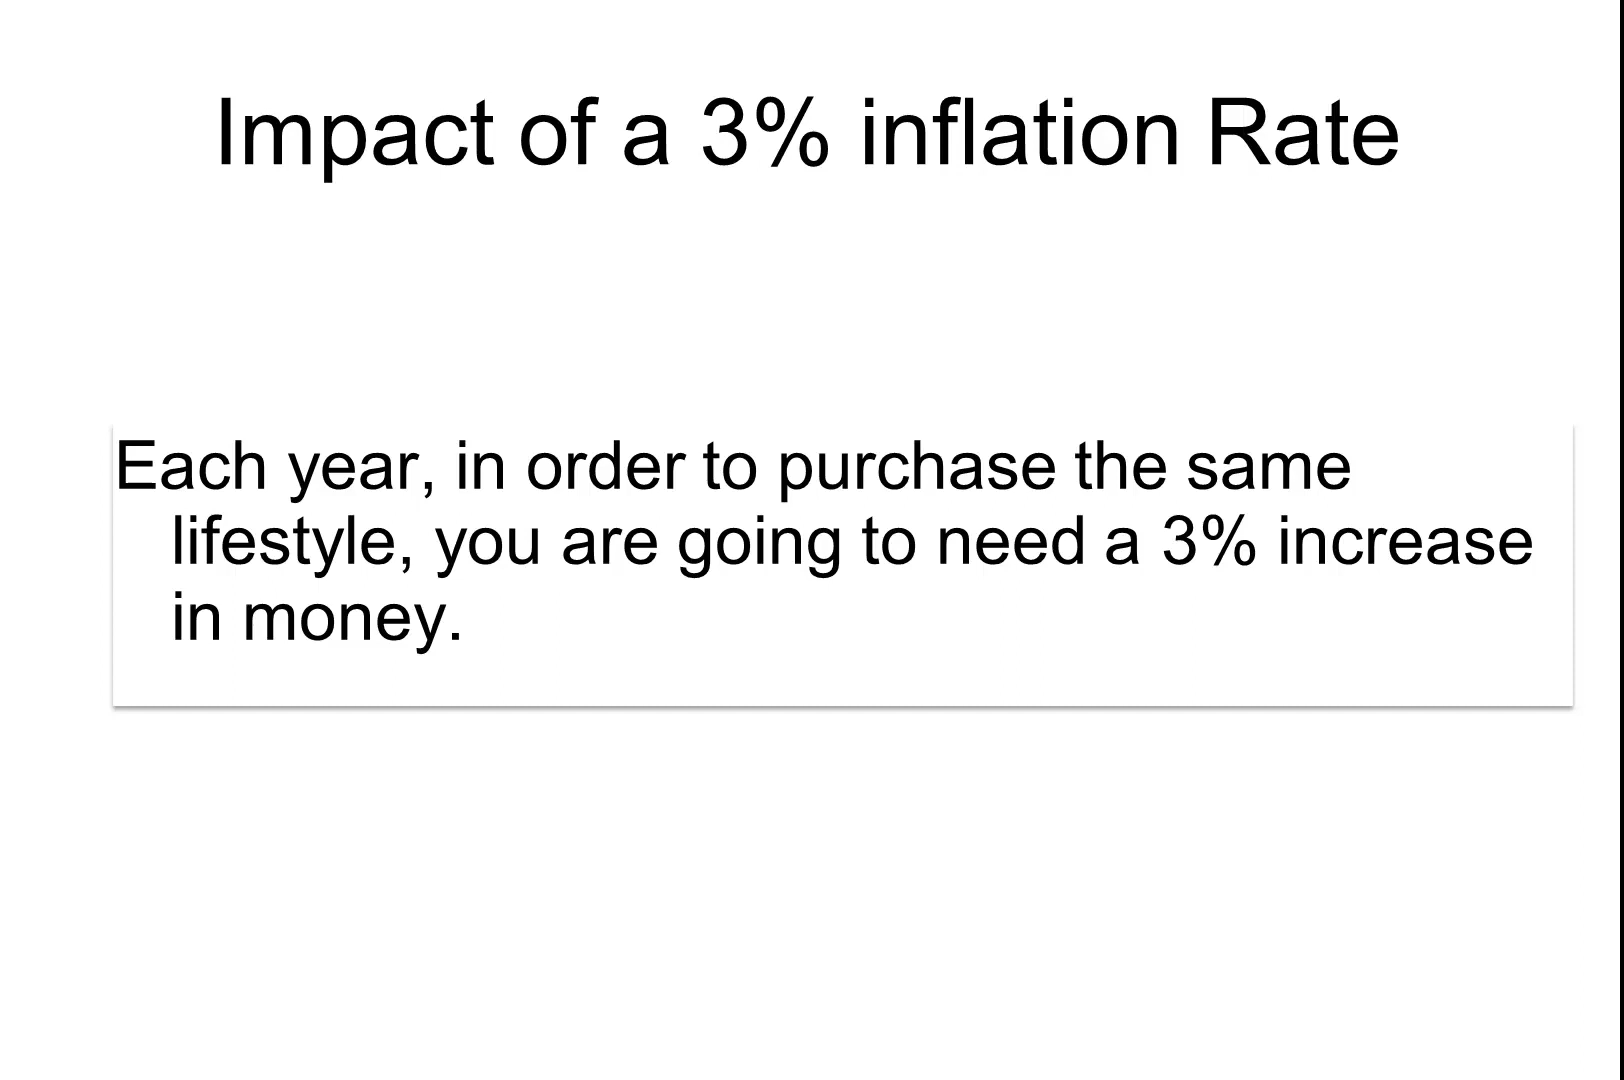 Impact of a 3% inflation Rate
Each year, in order to purchase the same
lifestyle, you are going to need a 3% increase
in money.